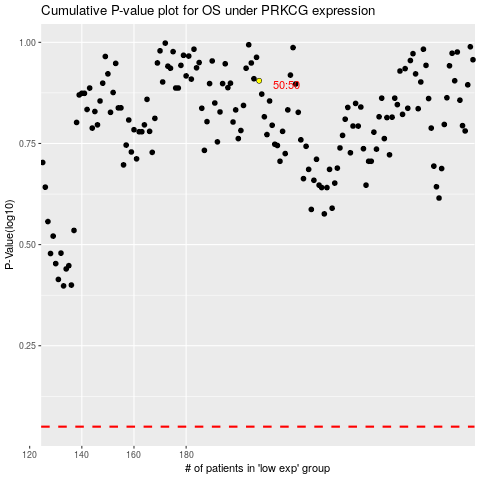 Cumulative P-value plot for OS under PRKCG expression
P-Value(log10)
1.00
0.75
0.50
0.25
50:50
120 140 160 180
# of patients in 'low exp' group